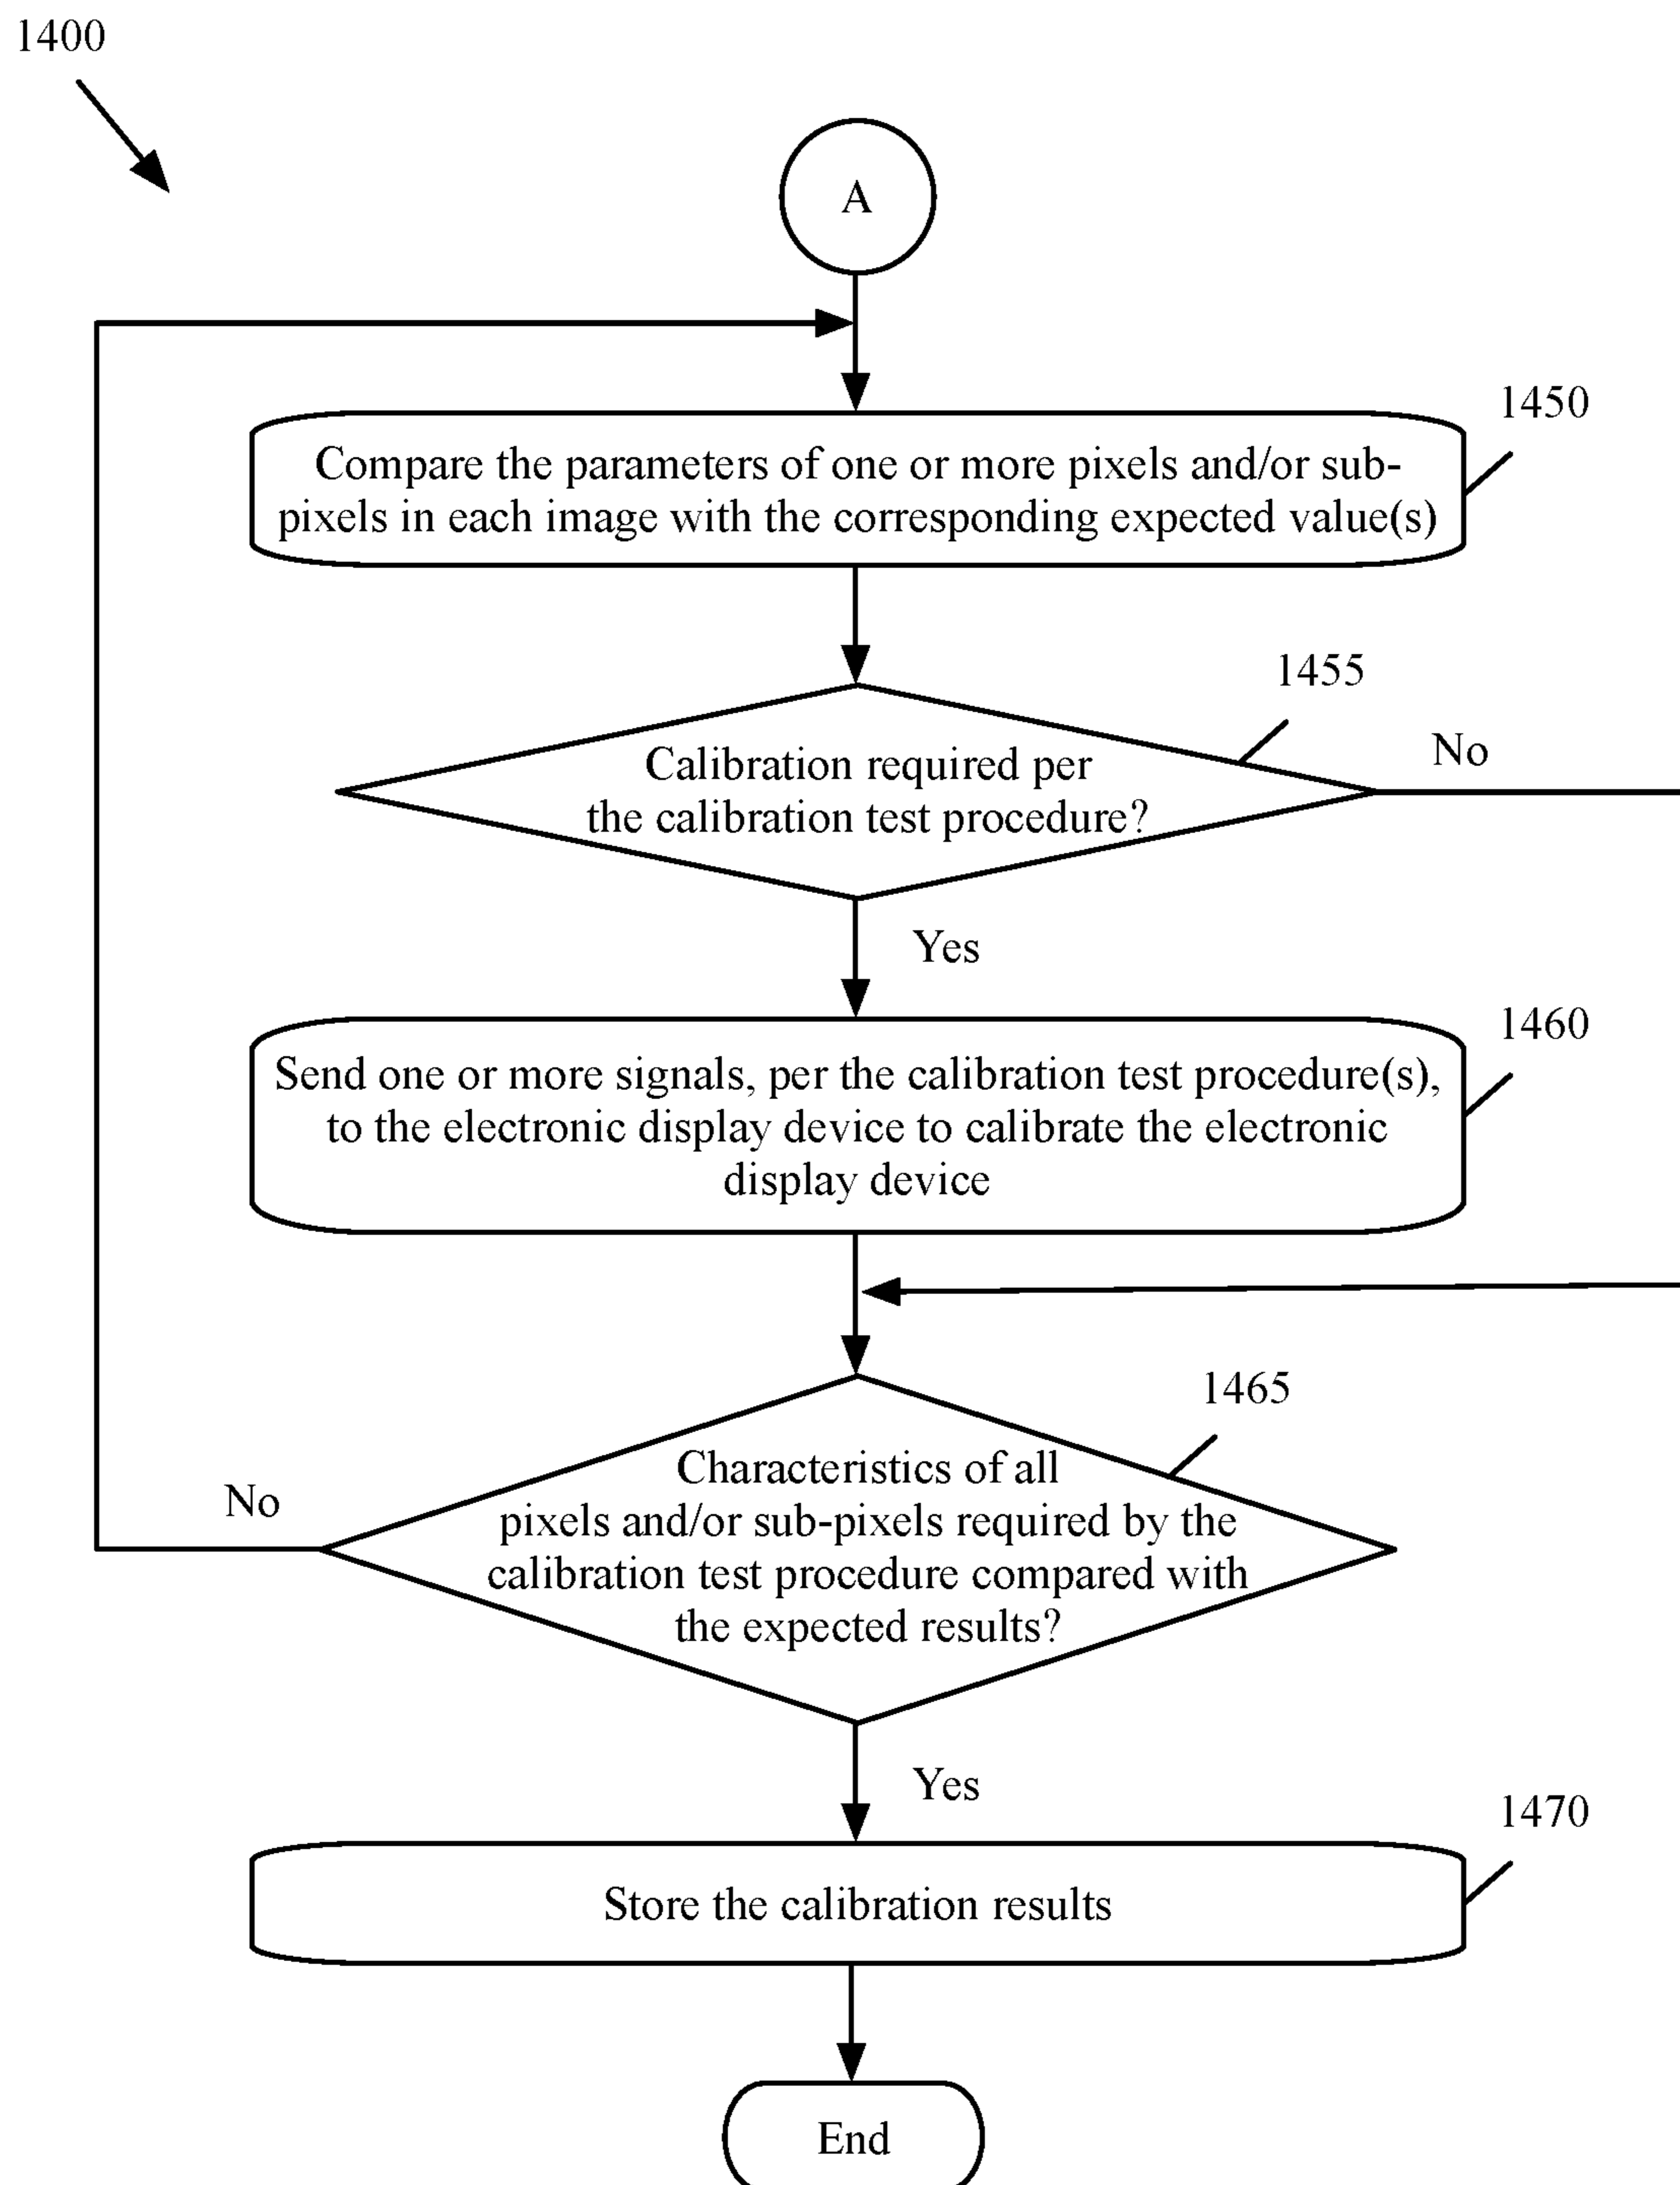 1400
A
1450
Compare the parameters of one or more pixels and/or sub-
pixels in each image with the corresponding expected value(s)
1455
Calibration required per
the calibration test procedure?
No
Yes
1460
Send one or more signals, per the calibration test procedure(s),
to the electronic display device to calibrate the electronic
display device
1465
Characteristics of all
pixels and/or sub-pixels required by the
calibration test procedure compared with
the expected results?
No
Yes
1470
Store the calibration results
End